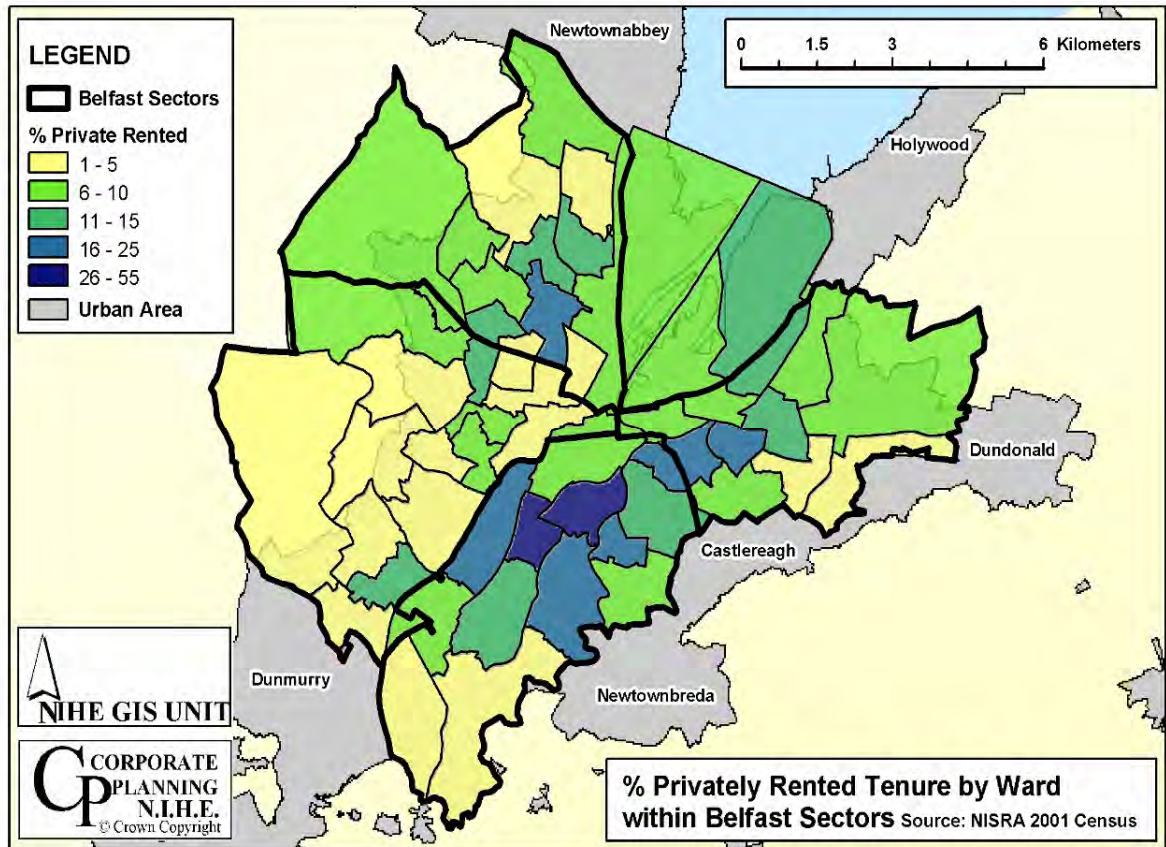 LEGEND
Belfast Sectors
% Private Rented
1 - 5
6 - 10
11 - 15
16 - 25
26 - 55
Urban Area
Newtownabbey
0 1.5 3 6 Kilometers
Holywood
Dundonald
Castlereagh
Newtownbreda
Dunmurry
NIHE GIS UNIT
CP CORPORATE
PLANNING
N.I.H.E.
© Crown Copyright
% Privately Rented Tenure by Ward
within Belfast Sectors Source: NISRA 2001 Census